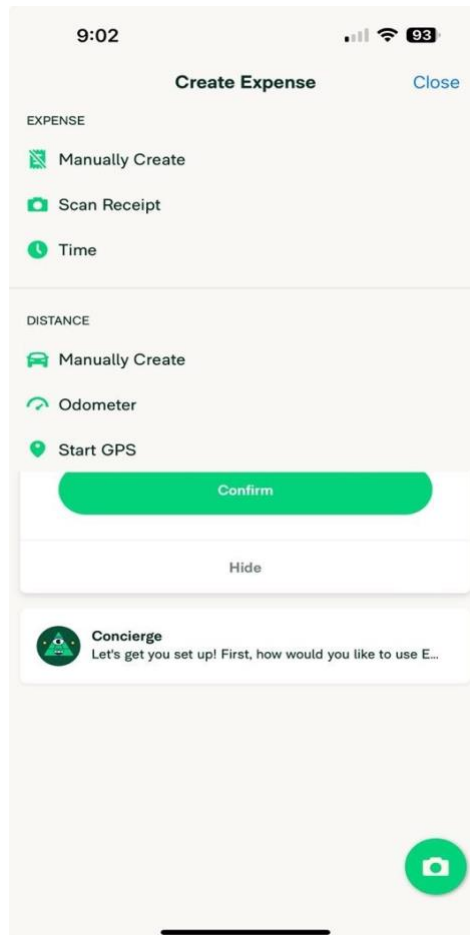 9:02
93
Create Expense
Close
EXPENSE
Manually Create
Scan Receipt
Time
DISTANCE
Manually Create
Odometer
Start GPS
Confirm
Hide
Concierge
Let's get you set up! First, how would you like to use E...